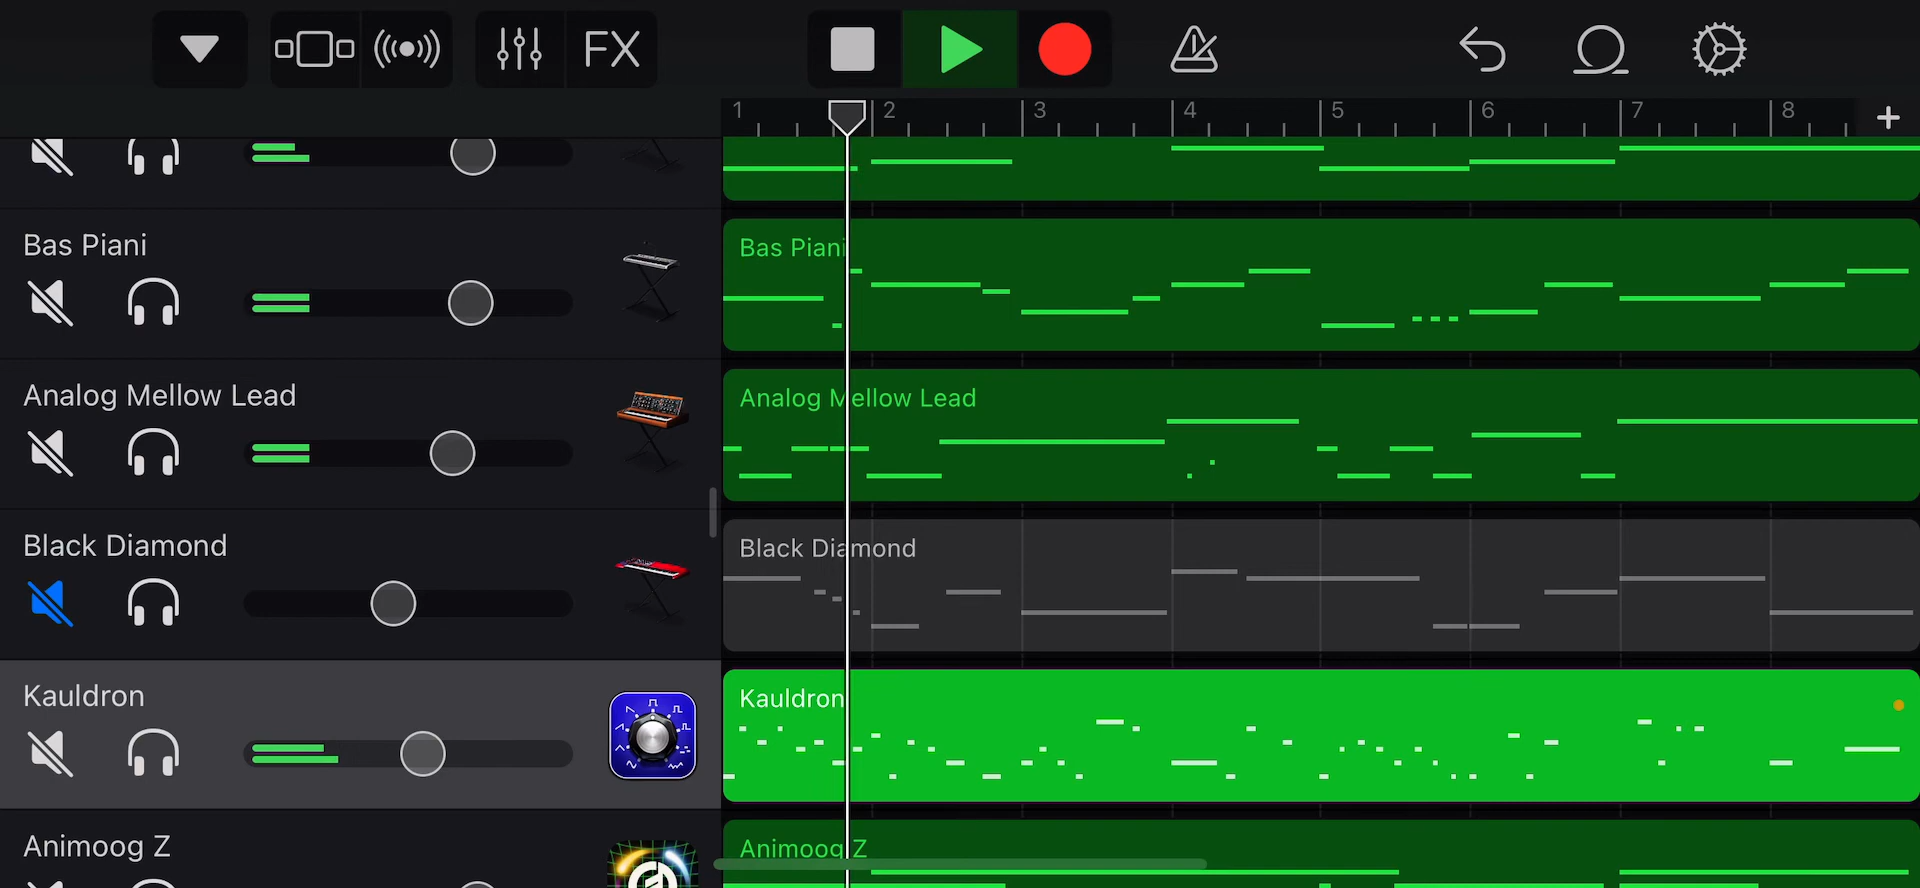 FX
1 2 3 4 5 6 7 8
Bas Piani
Bas Piani
Analog Mellow Lead
Analog Mellow Lead
Black Diamond
Black Diamond
Kauldron
Kauldron
Animoog Z
Animoog Z